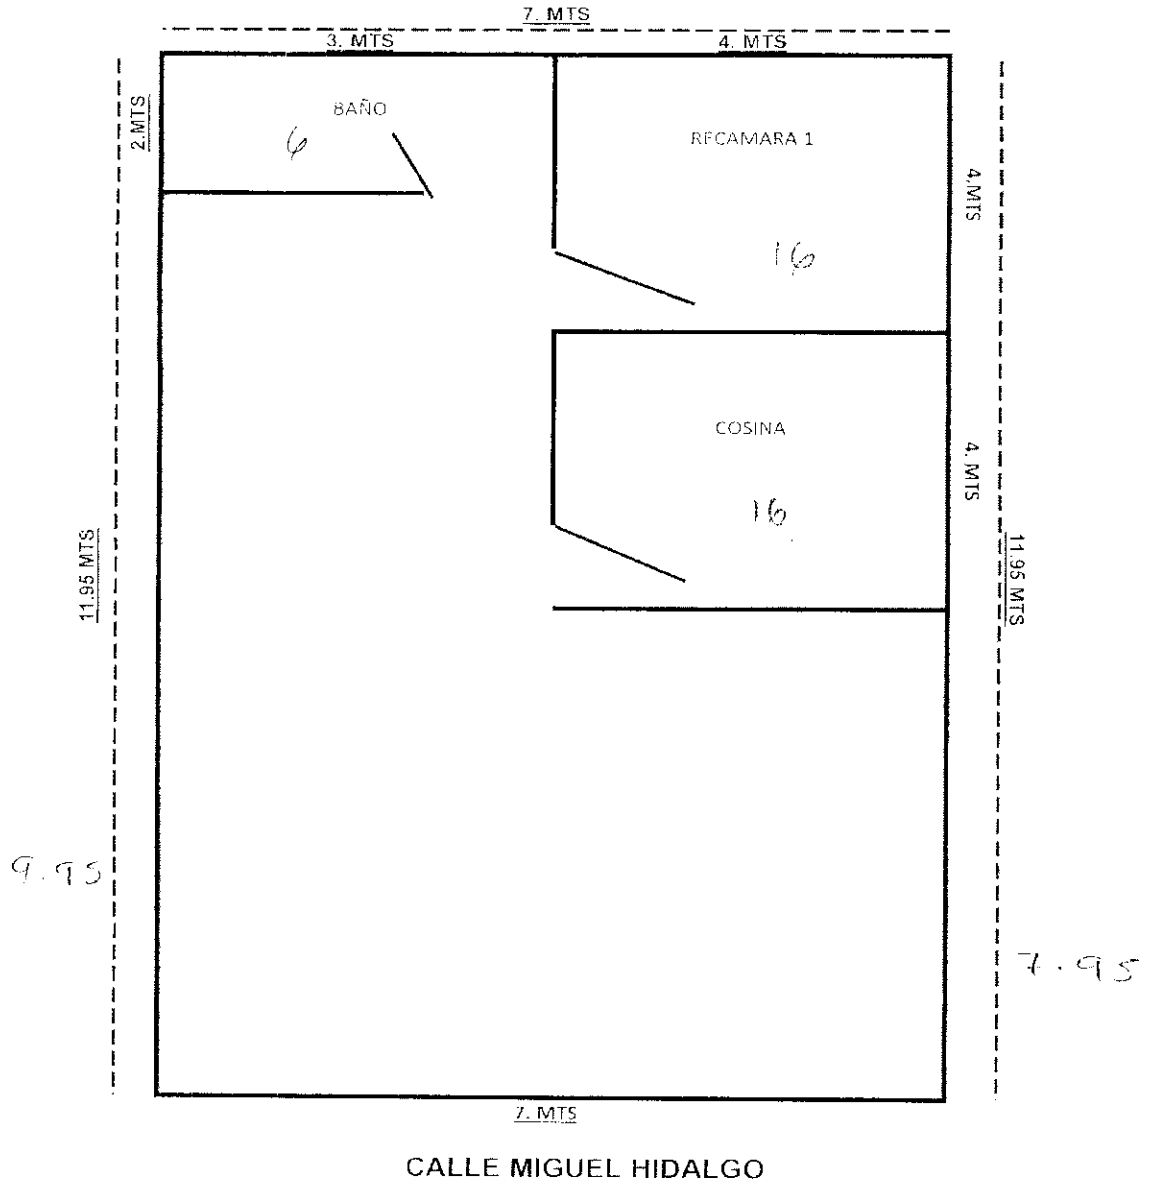 7. MTS
3. MTS
4. MTS
2.MTS
BAÑO
6
RECAMARA 1
4.MTS
16
COSINA
4. MTS
16
11.95 MTS
11.95 MTS
9.95
7.95
7. MTS
CALLE MIGUEL HIDALGO